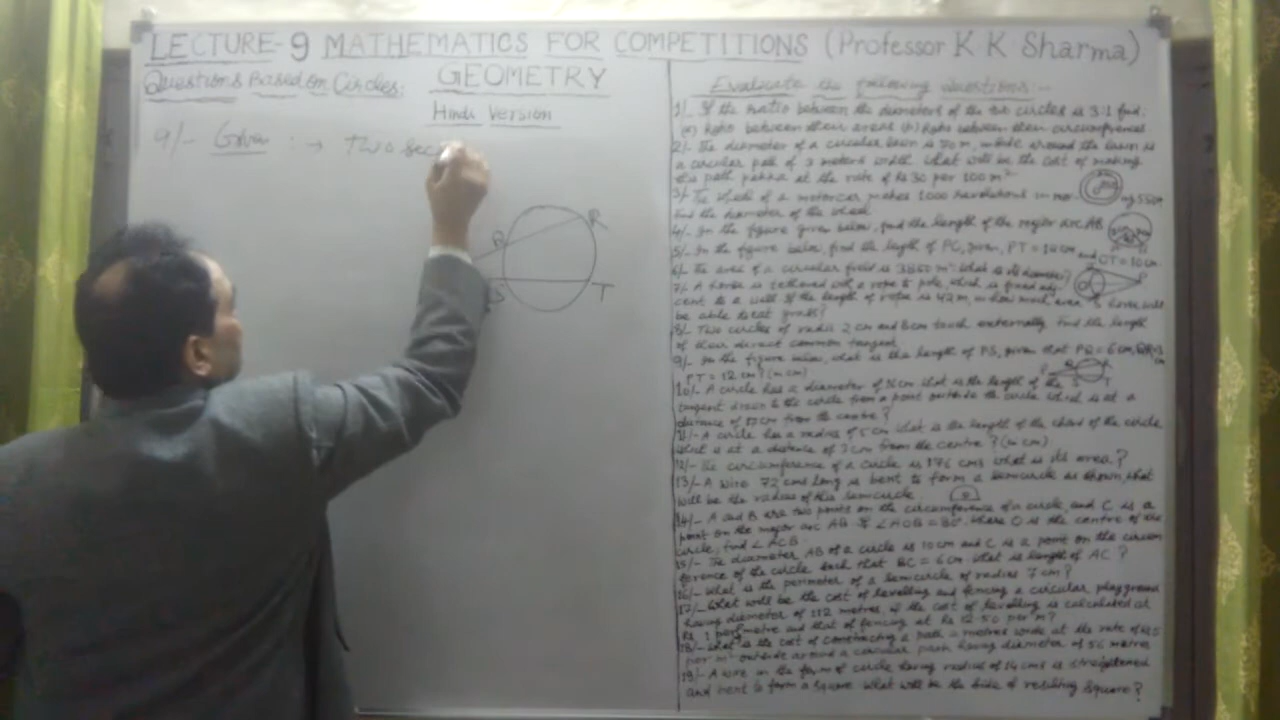 LECTURE-9 MATHEMATICS FOR COMPETITIONS (Professor K K Sharma)
Questions Based on Circles:
GEOMETRY
Hindi Version
9/- Given : → Two sec
Q R
S T
Evaluate the following Questions :-
1/- If the ratio between the diameters of the two circles is 3:1 find:
(a) Ratio between their areas (b) Ratio between their circumferences
2/- The diameter of a circular lawn is 70 m, outside around the lawn is
a circular path of 7 meters width. What will be the cost of making
this path pakka at the rate of Rs 30 per 100 m²
3/- The wheel of a motorcar makes 1000 revolutions in
Find the diameter of the wheel
4/- In the figure given below, find the length of the major arc AB
5/- In the figure below, find the length of PC, given, PT = cm and OT = 10cm
6/- The area of a circular field is 3850 m². What is its diameter?
7/- A horse is tethered with a rope to pole, which is fixed adja
cent to a wall If the length of rope is 42 m, in how much area horse will
be able to eat grass?
8/- Two circles of radii 2 cm and 8 cm touch externally Find the length
of their direct common tangent
9/- In the figure below, what is the length of PS, given that PQ = 6 cm,
PT = 12 cm? (in cm)
P Q S T
10/- A circle has a diameter of 16 cm What is the length of the
tangent drawn to the circle from a point outside the circle which is at a
distance of 17 cm from the centre?
11/- A circle has a radius of 5 cm What is the length of the chord of the circle
which is at a distance of 3 cm from the centre? (in cm)
12/- The circumference of a circle is 176 cms What is its area?
13/- A wire 72 cms long is bent to form a semicircle as shown, what
will be the radius of this semicircle.
14/- A and B are two points on the circumference of a circle, and C is a
point on the major arc AB If ∠AOB = 80°, where O is the centre of the
circle, find ∠ACB
15/- The diameter AB of a circle is 10 cm and C is a point on the circum
ference of the circle such that BC = 6 cm. What is length of AC?
16/- What is the perimeter of a semicircle of radius 7 cm?
17/- What will be the cost of levelling and fencing a circular playground
having diameter of 112 metres, if the cost of levelling is calculated at
Rs 1 per metre and that of fencing at Rs 12.50 per m?
18/- What is the cost of constructing a path metres wide at the rate of Rs 5
per m² outside around a circular park having diameter of 56 metres
19/- A wire in the form of circle having radius of 14 cms is straightened
and bent to form a square What will be the side of resulting square?